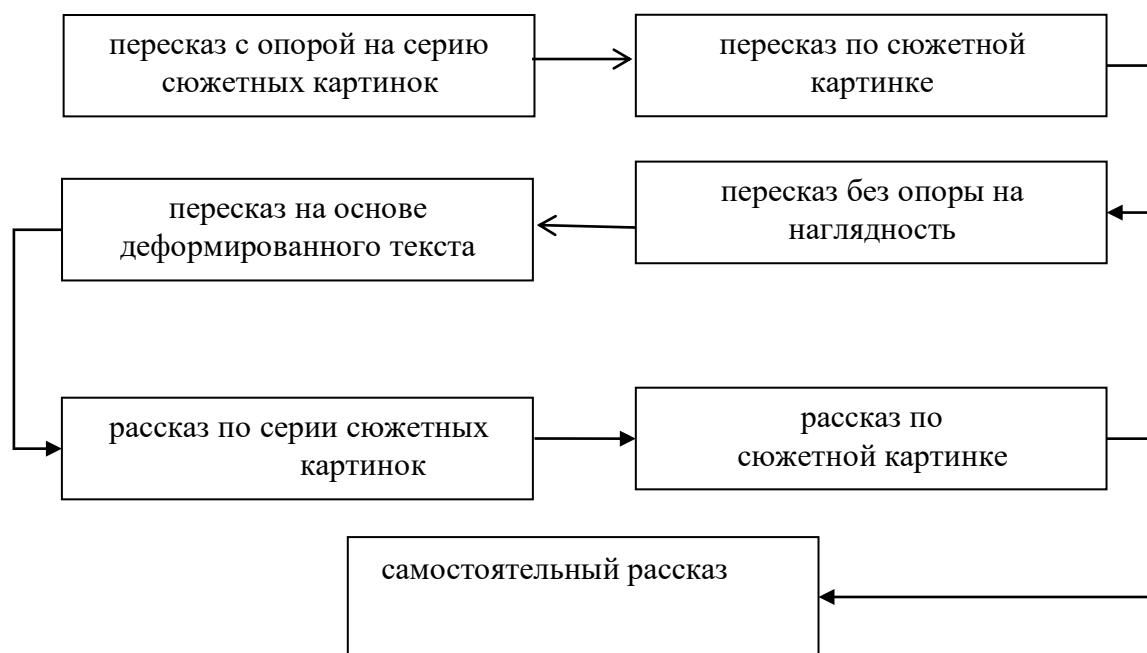 пересказ с опорой на серию
сюжетных картинок
пересказ по сюжетной
картинке
пересказ без опоры на
наглядность
пересказ на основе
деформированного текста
рассказ по серии сюжетных
картинок
рассказ по
сюжетной картинке
самостоятельный рассказ